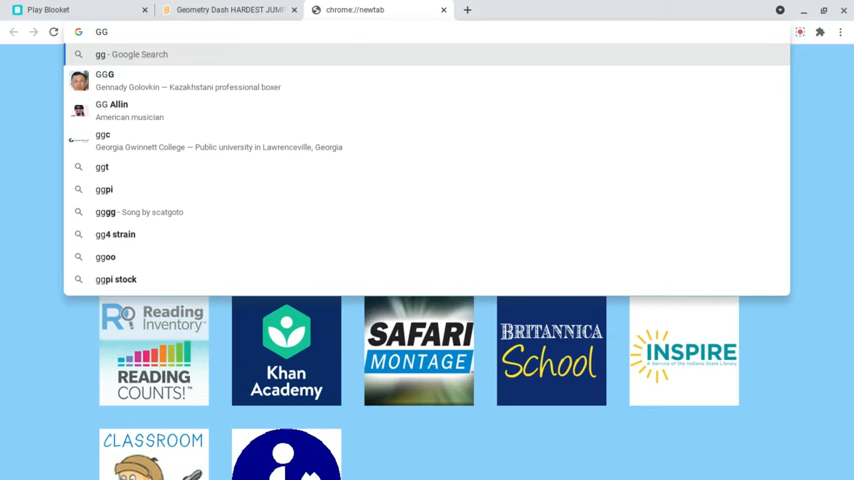 Play Blooket
Geometry Dash HARDEST JUMP
chrome://newtab
GG
gg - Google Search
GGG
Gennady Golovkin — Kazakhstani professional boxer
GG Allin
American musician
ggc
Georgia Gwinnett College — Public university in Lawrenceville, Georgia
ggt
ggpi
gggg - Song by scatgoto
gg4 strain
ggoo
ggpi stock
Reading
Inventory™
READING
COUNTS!™
Khan
Academy
SAFARI
MONTAGE
BRITANNICA
School
INSPIRE
A Service of the Indiana State Library
CLASSROOM